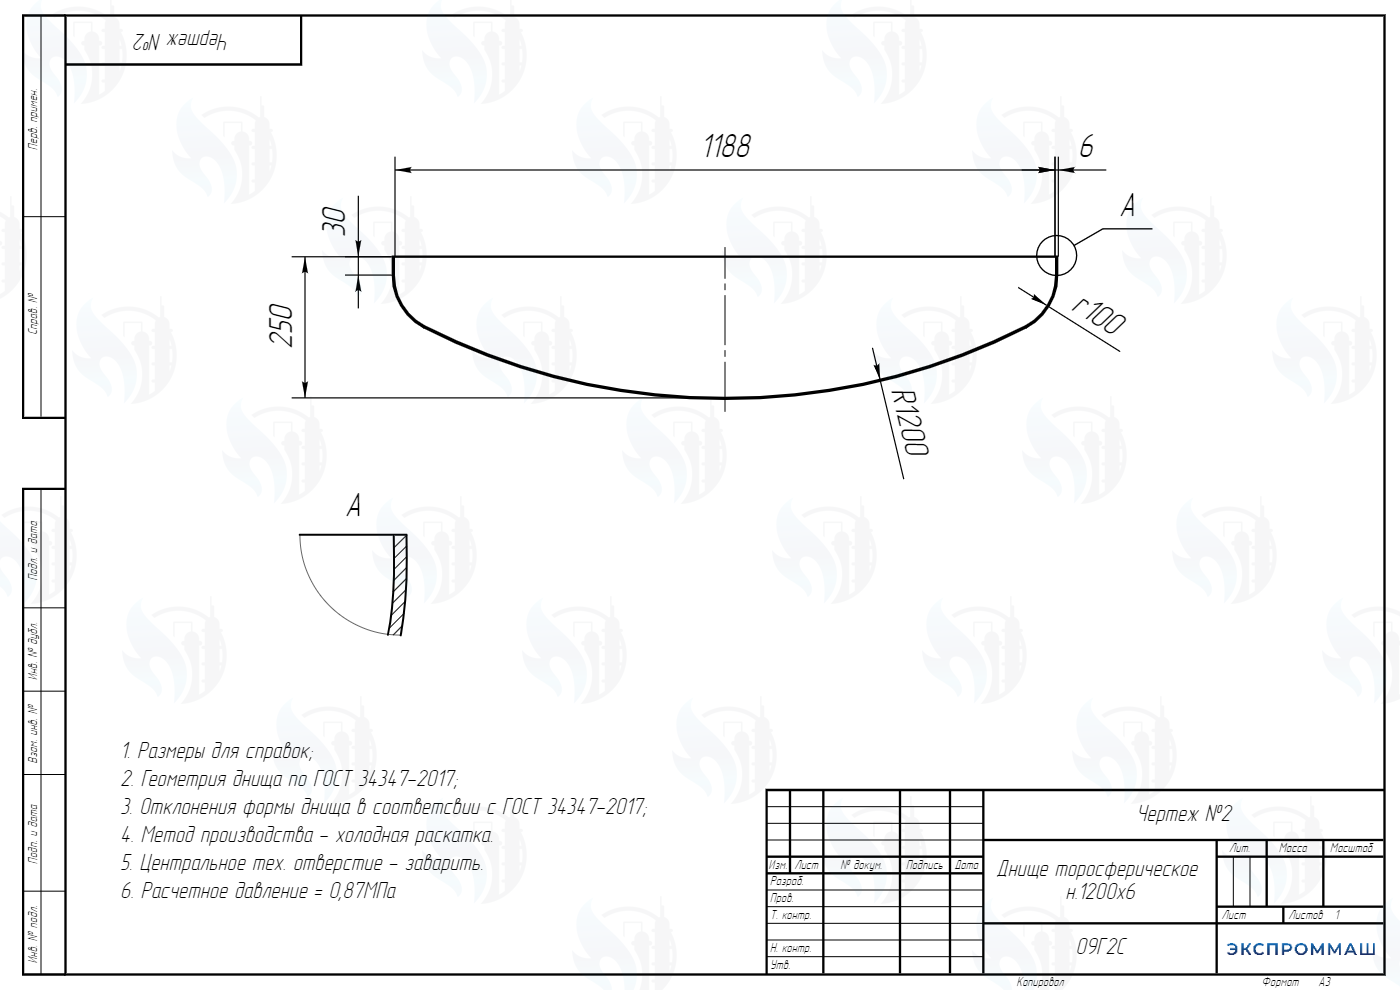 Чертеж №2
Перв. примен.
Справ. №
Подп. и дата
Инв. № дубл.
Взам. инв. №
Подп. и дата
Инв. № подл.
1188
6
А
30
250
r100
R1200
А
1. Размеры для справок;
2. Геометрия днища по ГОСТ 34347-2017;
3. Отклонения формы днища в соответсвии с ГОСТ 34347-2017;
4. Метод производства - холодная раскатка.
5. Центральное тех. отверстие - заварить.
6. Расчетное давление = 0,87МПа
Чертеж №2
Лит. Масса Масштаб
Изм. Лист № докум. Подпись Дата
Разраб.
Пров.
Т. контр.
Н. контр.
Утв.
Днище торосферическое
н.1200х6
Лист Листов 1
09Г2С
ЭКСПРОММАШ
Копировал Формат А3